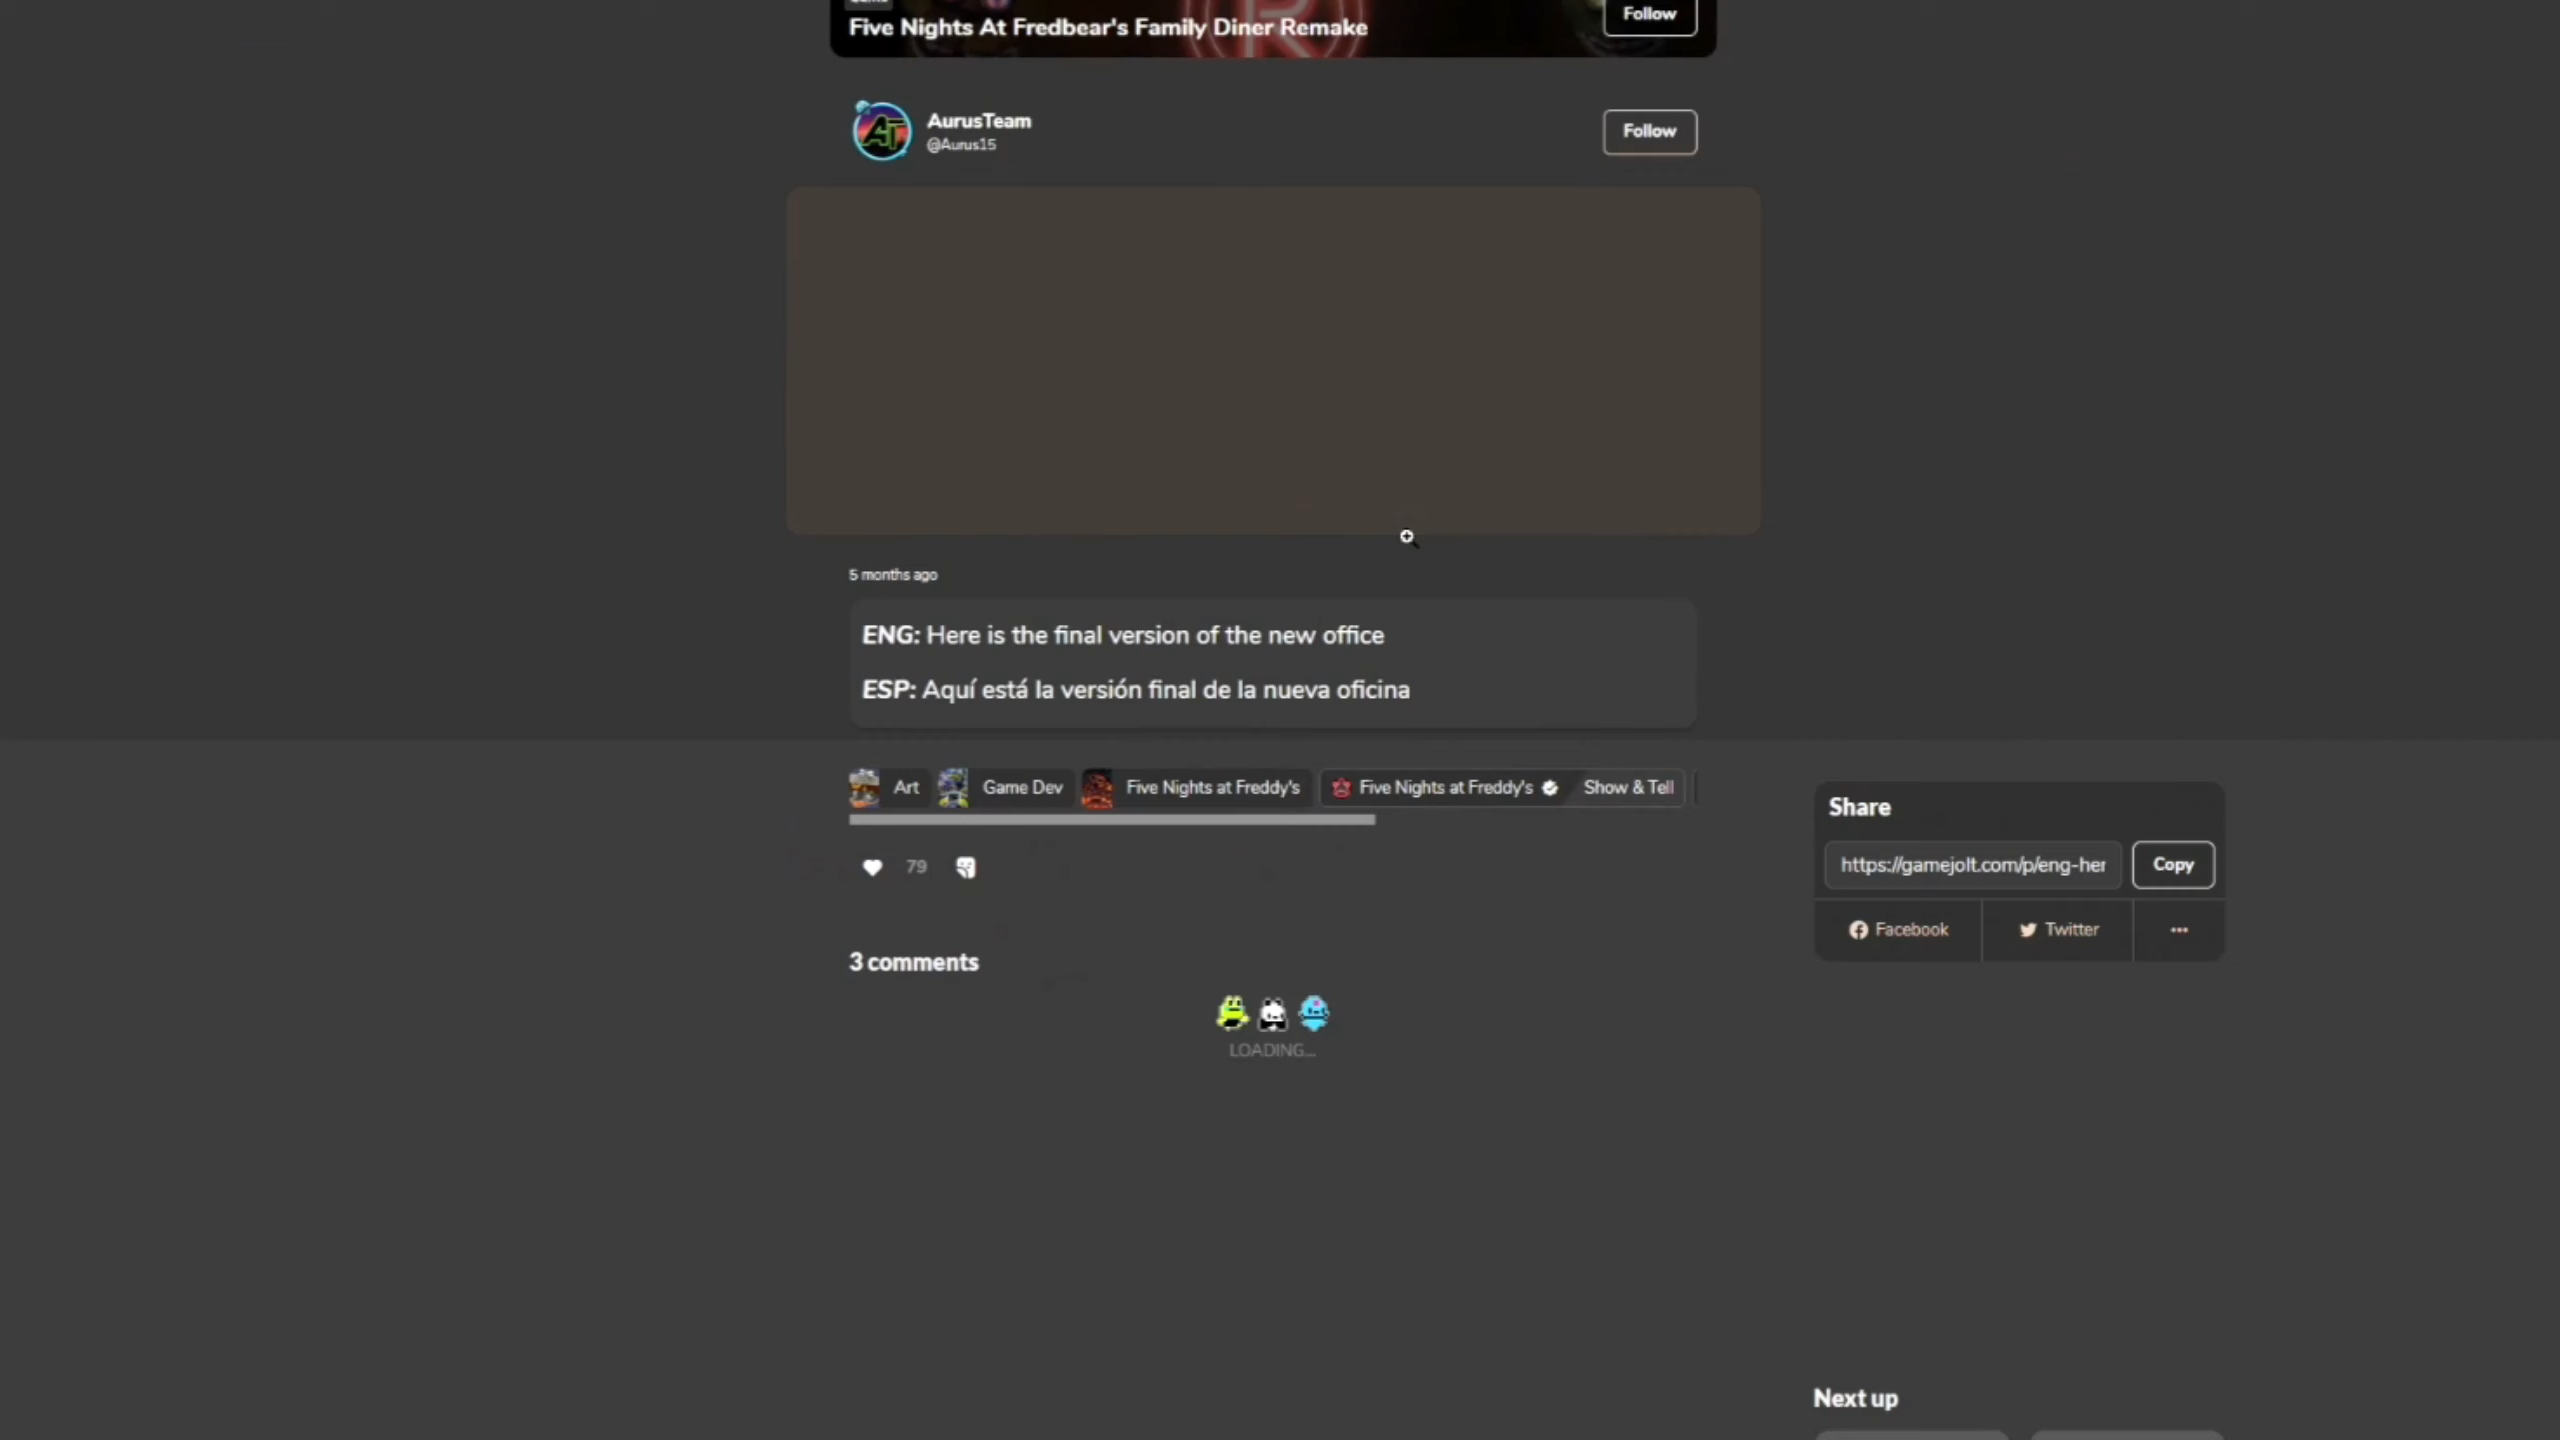 Five Nights At Fredbear's Family Diner Remake
Follow
AurusTeam
@Aurus15
Follow
5 months ago
ENG: Here is the final version of the new office
ESP: Aquí está la versión final de la nueva oficina
Art
Game Dev
Five Nights at Freddy's
Five Nights at Freddy's
Show & Tell
79
Share
https://gamejolt.com/p/eng-her
Copy
Facebook
Twitter
3 comments
LOADING...
Next up